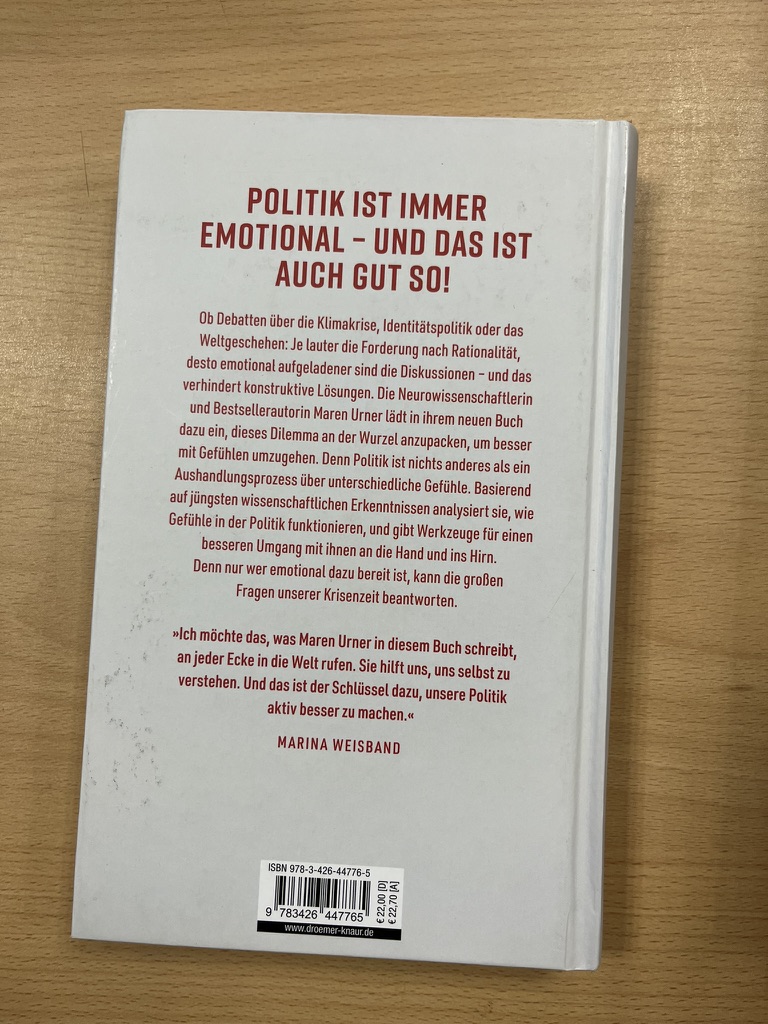 POLITIK IST IMMER
EMOTIONAL – UND DAS IST
AUCH GUT SO!
Ob Debatten über die Klimakrise, Identitätspolitik oder das
Weltgeschehen: Je lauter die Forderung nach Rationalität,
desto emotional aufgeladener sind die Diskussionen – und das
verhindert konstruktive Lösungen. Die Neurowissenschaftlerin
und Bestsellerautorin Maren Urner lädt in ihrem neuen Buch
dazu ein, dieses Dilemma an der Wurzel anzupacken, um besser
mit Gefühlen umzugehen. Denn Politik ist nichts anderes als ein
Aushandlungsprozess über unterschiedliche Gefühle. Basierend
auf jüngsten wissenschaftlichen Erkenntnissen analysiert sie, wie
Gefühle in der Politik funktionieren, und gibt Werkzeuge für einen
besseren Umgang mit ihnen an die Hand und ins Hirn.
Denn nur wer emotional dazu bereit ist, kann die großen
Fragen unserer Krisenzeit beantworten.
»Ich möchte das, was Maren Urner in diesem Buch schreibt,
an jeder Ecke in die Welt rufen. Sie hilft uns, uns selbst zu
verstehen. Und das ist der Schlüssel dazu, unsere Politik
aktiv besser zu machen.«
MARINA WEISBAND
ISBN 978-3-426-44776-5
9 783426 447765
€ 22,00 [D]
€ 22,70 [A]
www.droemer-knaur.de